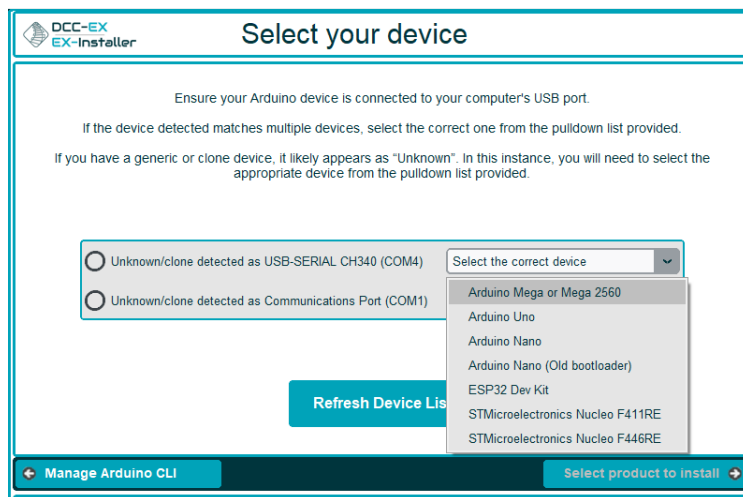 DCC-EX
EX-Installer
Select your device
Ensure your Arduino device is connected to your computer's USB port.
If the device detected matches multiple devices, select the correct one from the pulldown list provided.
If you have a generic or clone device, it likely appears as “Unknown”. In this instance, you will need to select the
appropriate device from the pulldown list provided.
Unknown/clone detected as USB-SERIAL CH340 (COM4)
Select the correct device
Unknown/clone detected as Communications Port (COM1)
Arduino Mega or Mega 2560
Arduino Uno
Arduino Nano
Arduino Nano (Old bootloader)
ESP32 Dev Kit
STMicroelectronics Nucleo F411RE
STMicroelectronics Nucleo F446RE
Refresh Device Lis
Manage Arduino CLI
Select product to install